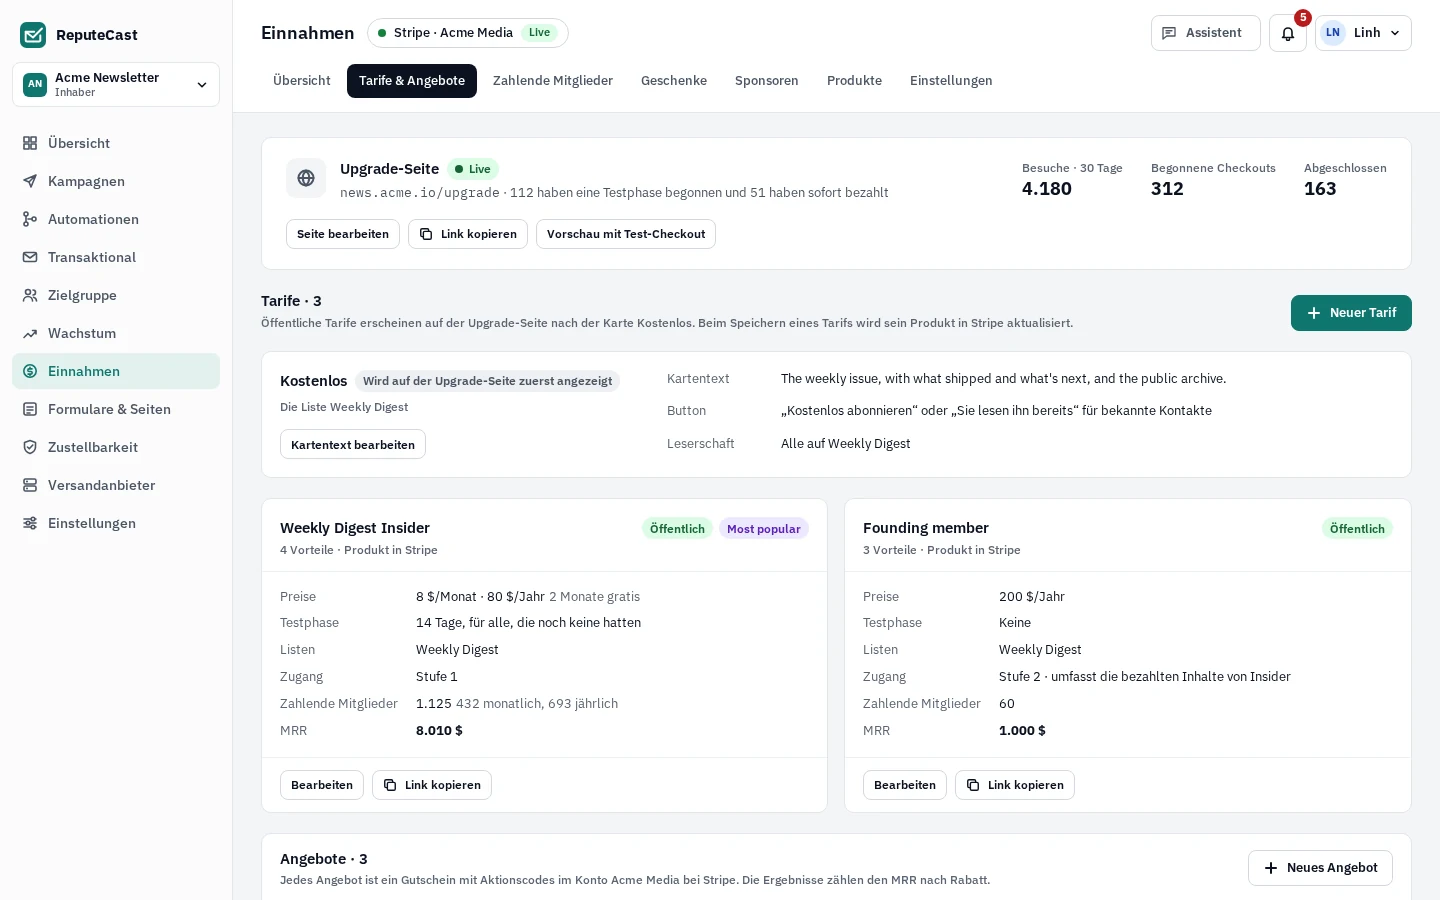 ReputeCast
AN
Acme Newsletter
Inhaber
Übersicht
Kampagnen
Automationen
Transaktional
Zielgruppe
Wachstum
Einnahmen
Formulare & Seiten
Zustellbarkeit
Versandanbieter
Einstellungen
Einnahmen
Stripe · Acme Media Live
Assistent
5
LN Linh
Übersicht Tarife & Angebote Zahlende Mitglieder Geschenke Sponsoren Produkte Einstellungen
Upgrade-Seite Live
news.acme.io/upgrade · 112 haben eine Testphase begonnen und 51 haben sofort bezahlt
Besuche · 30 Tage Begonnene Checkouts Abgeschlossen
4.180 312 163
Seite bearbeiten Link kopieren Vorschau mit Test-Checkout
Tarife · 3
Öffentliche Tarife erscheinen auf der Upgrade-Seite nach der Karte Kostenlos. Beim Speichern eines Tarifs wird sein Produkt in Stripe aktualisiert.
Neuer Tarif
Kostenlos Wird auf der Upgrade-Seite zuerst angezeigt
Die Liste Weekly Digest
Kartentext bearbeiten
Kartentext The weekly issue, with what shipped and what's next, and the public archive.
Button „Kostenlos abonnieren“ oder „Sie lesen ihn bereits“ für bekannte Kontakte
Leserschaft Alle auf Weekly Digest
Weekly Digest Insider Öffentlich Most popular
4 Vorteile · Produkt in Stripe
Preise 8 $/Monat · 80 $/Jahr 2 Monate gratis
Testphase 14 Tage, für alle, die noch keine hatten
Listen Weekly Digest
Zugang Stufe 1
Zahlende Mitglieder 1.125 432 monatlich, 693 jährlich
MRR 8.010 $
Bearbeiten Link kopieren
Founding member Öffentlich
3 Vorteile · Produkt in Stripe
Preise 200 $/Jahr
Testphase Keine
Listen Weekly Digest
Zugang Stufe 2 · umfasst die bezahlten Inhalte von Insider
Zahlende Mitglieder 60
MRR 1.000 $
Bearbeiten Link kopieren
Angebote · 3
Jedes Angebot ist ein Gutschein mit Aktionscodes im Konto Acme Media bei Stripe. Die Ergebnisse zählen den MRR nach Rabatt.
Neues Angebot